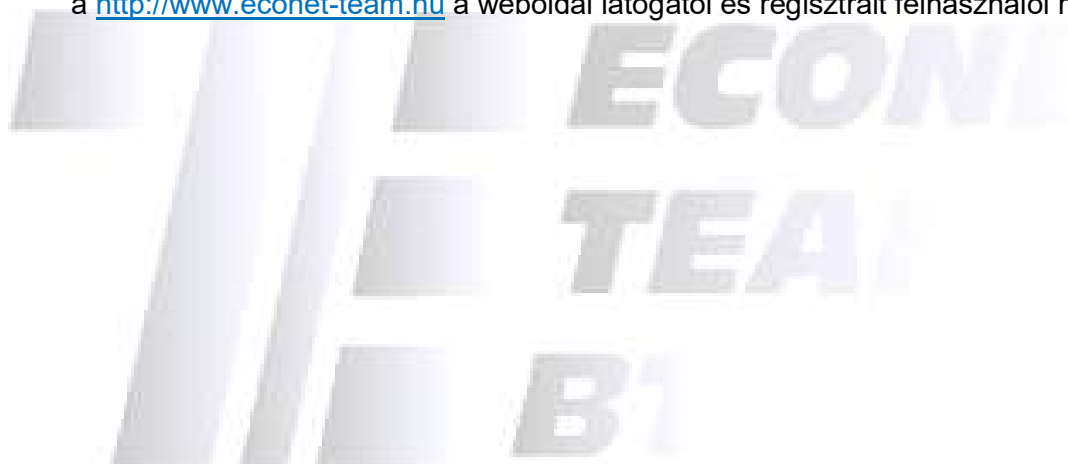 a http://www.econet-team.hu a weboldal látogatói és regisztrált felhasználói
ECON
TEA
BT